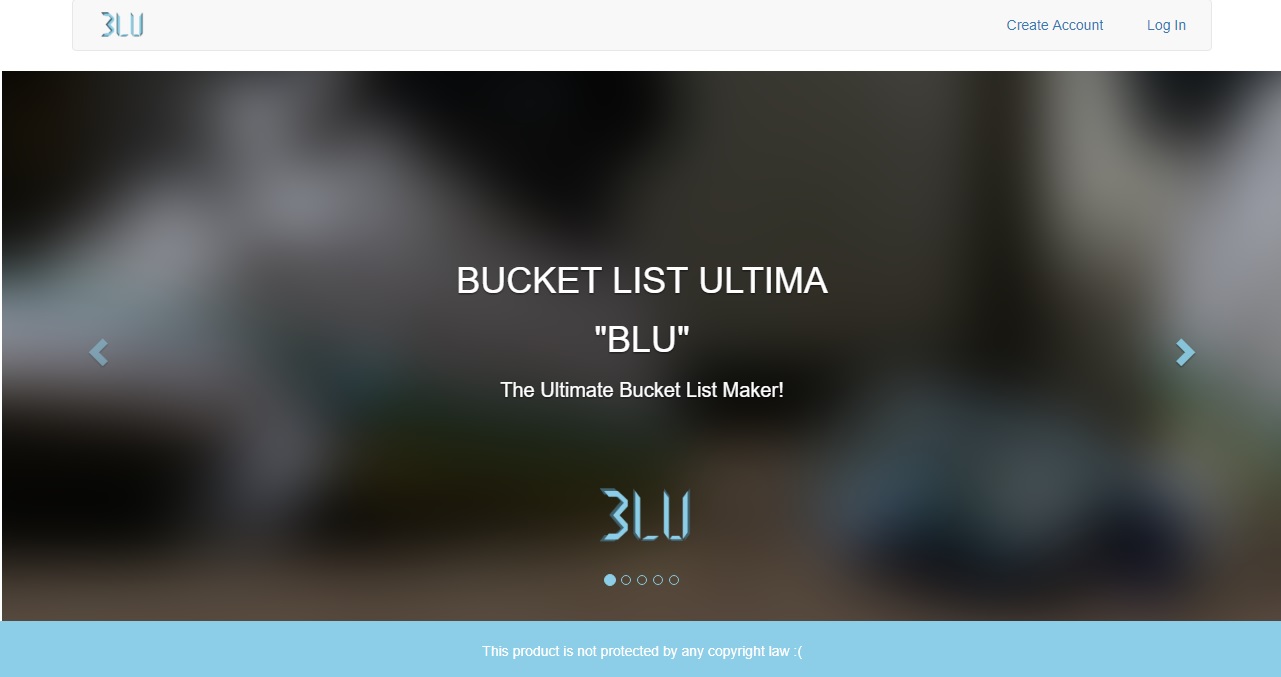 BLU
Create Account
Log In
BUCKET LIST ULTIMA
"BLU"
The Ultimate Bucket List Maker!
BLU
This product is not protected by any copyright law :(